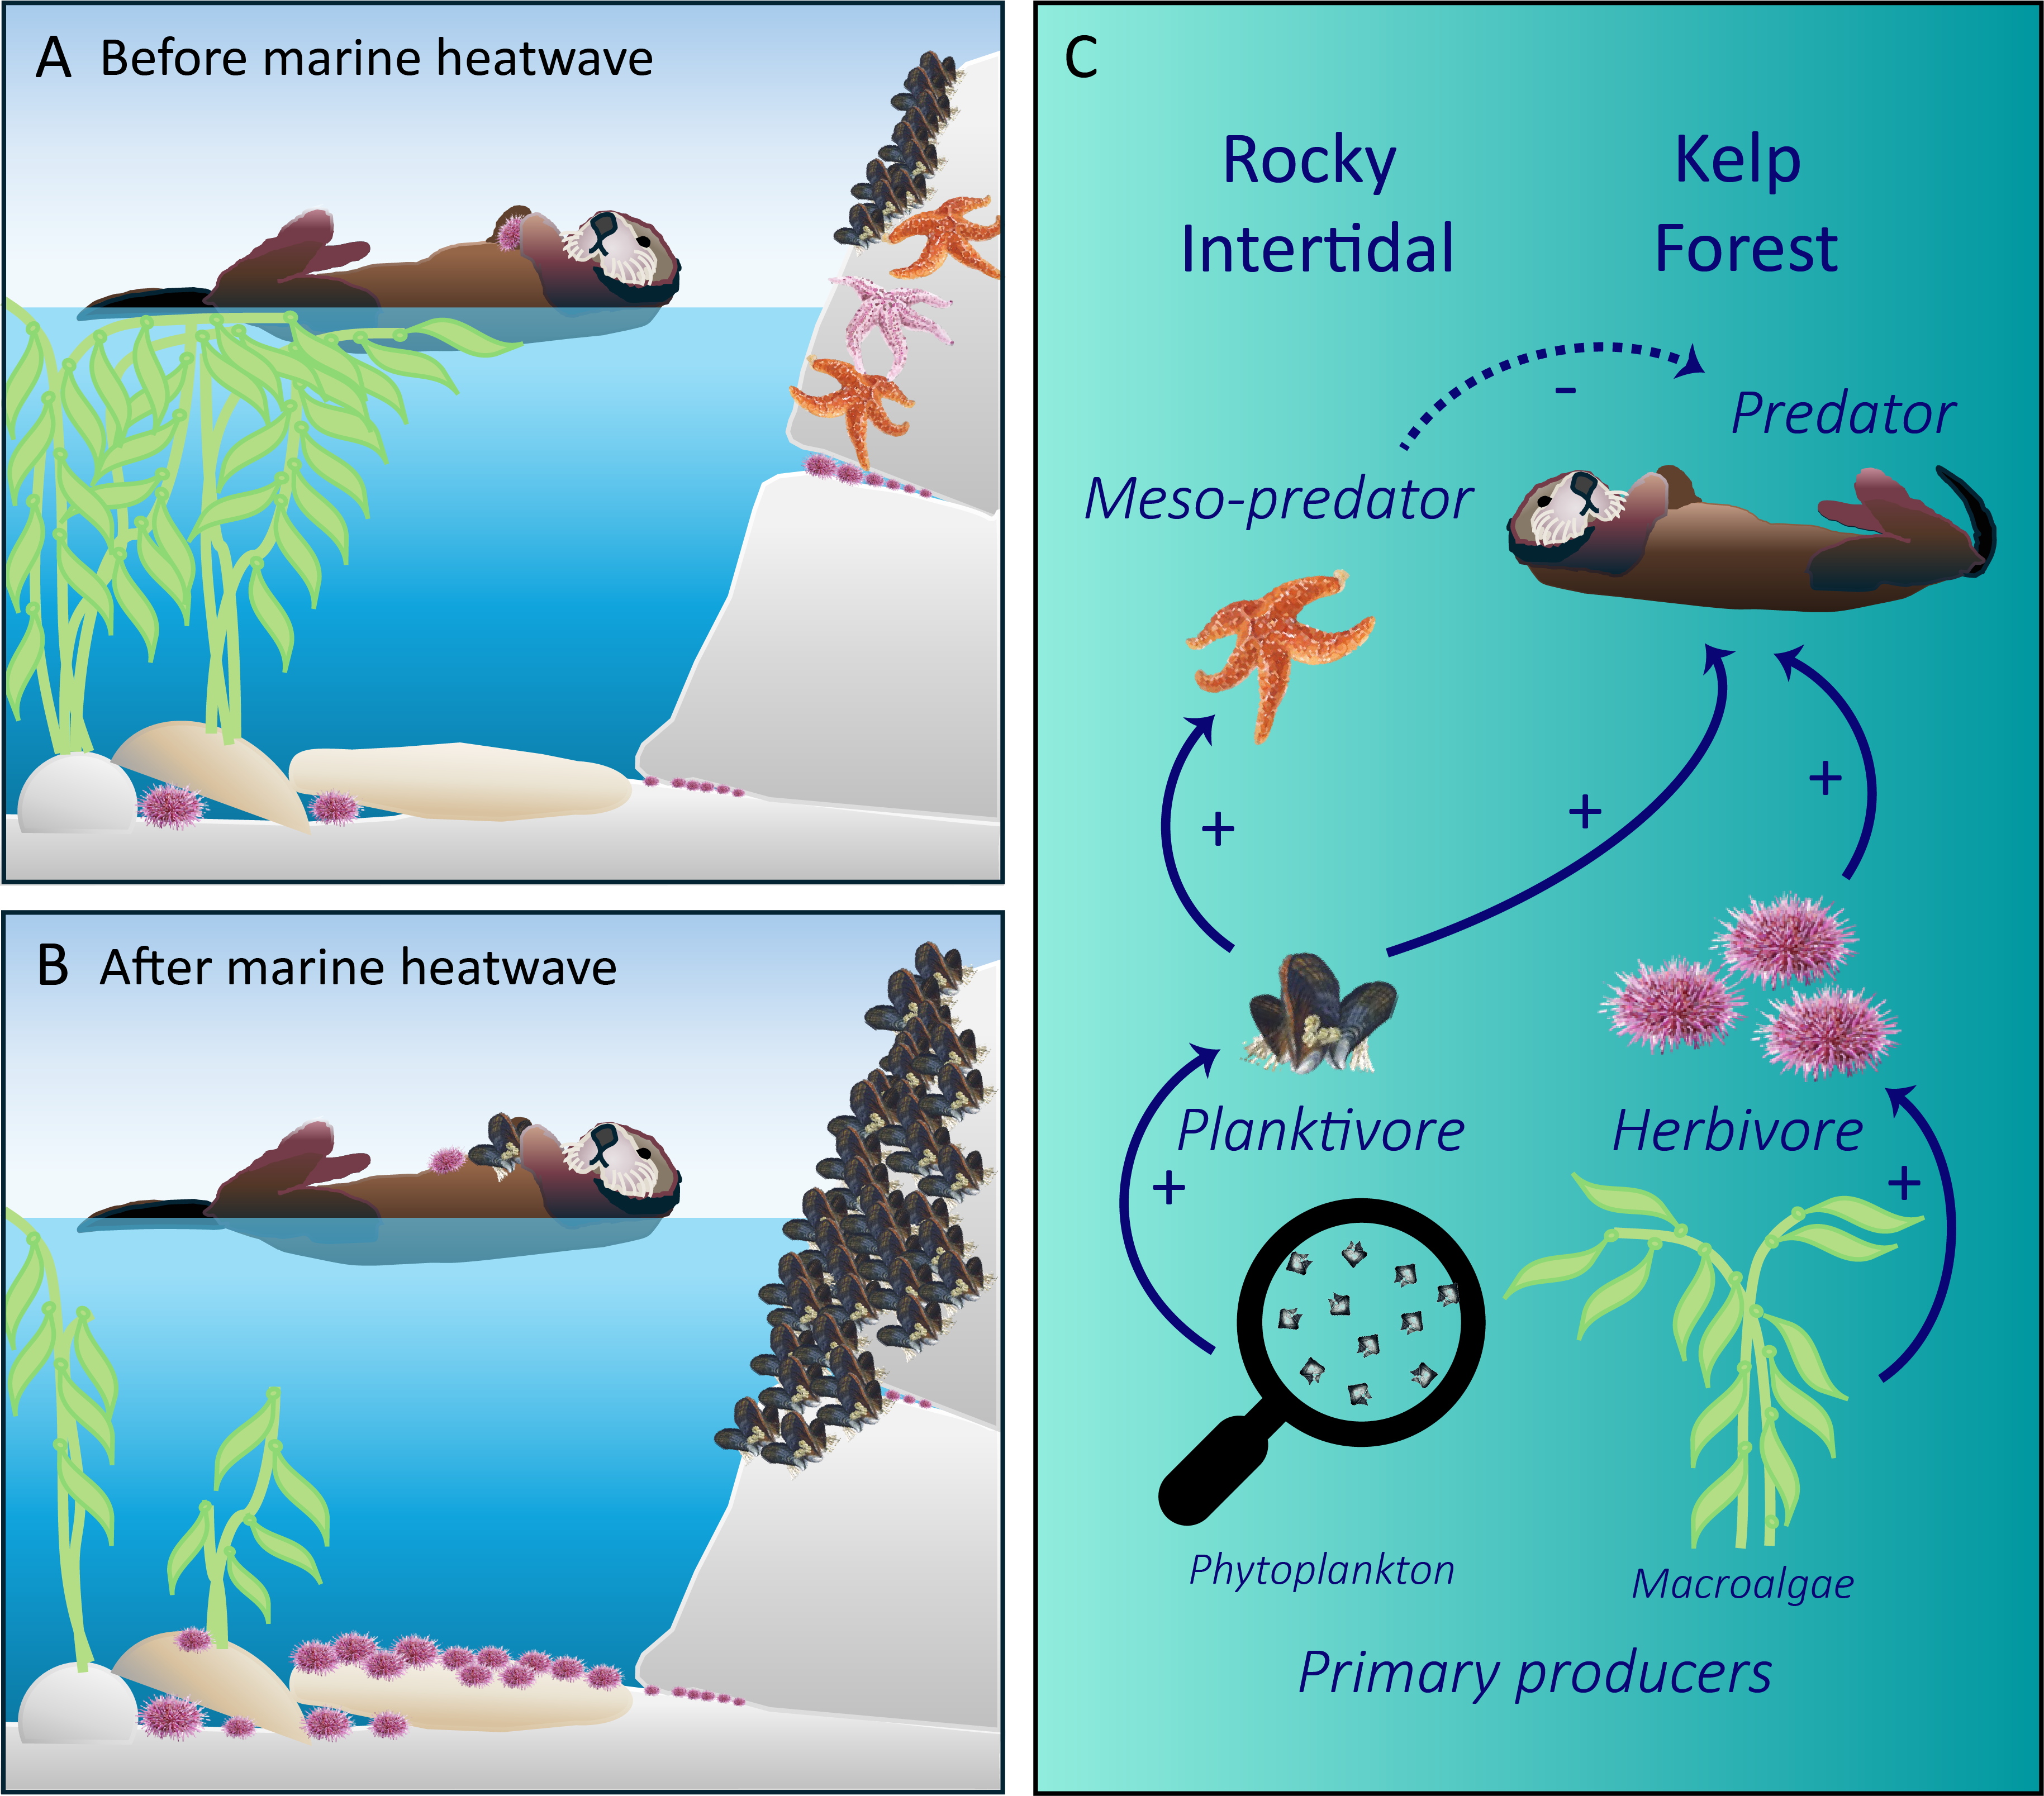 A Before marine heatwave
B After marine heatwave
C
Rocky
Intertidal
Kelp
Forest
-
Predator
Meso-predator
+
+
+
Planktivore
Herbivore
+
+
Phytoplankton
Macroalgae
Primary producers